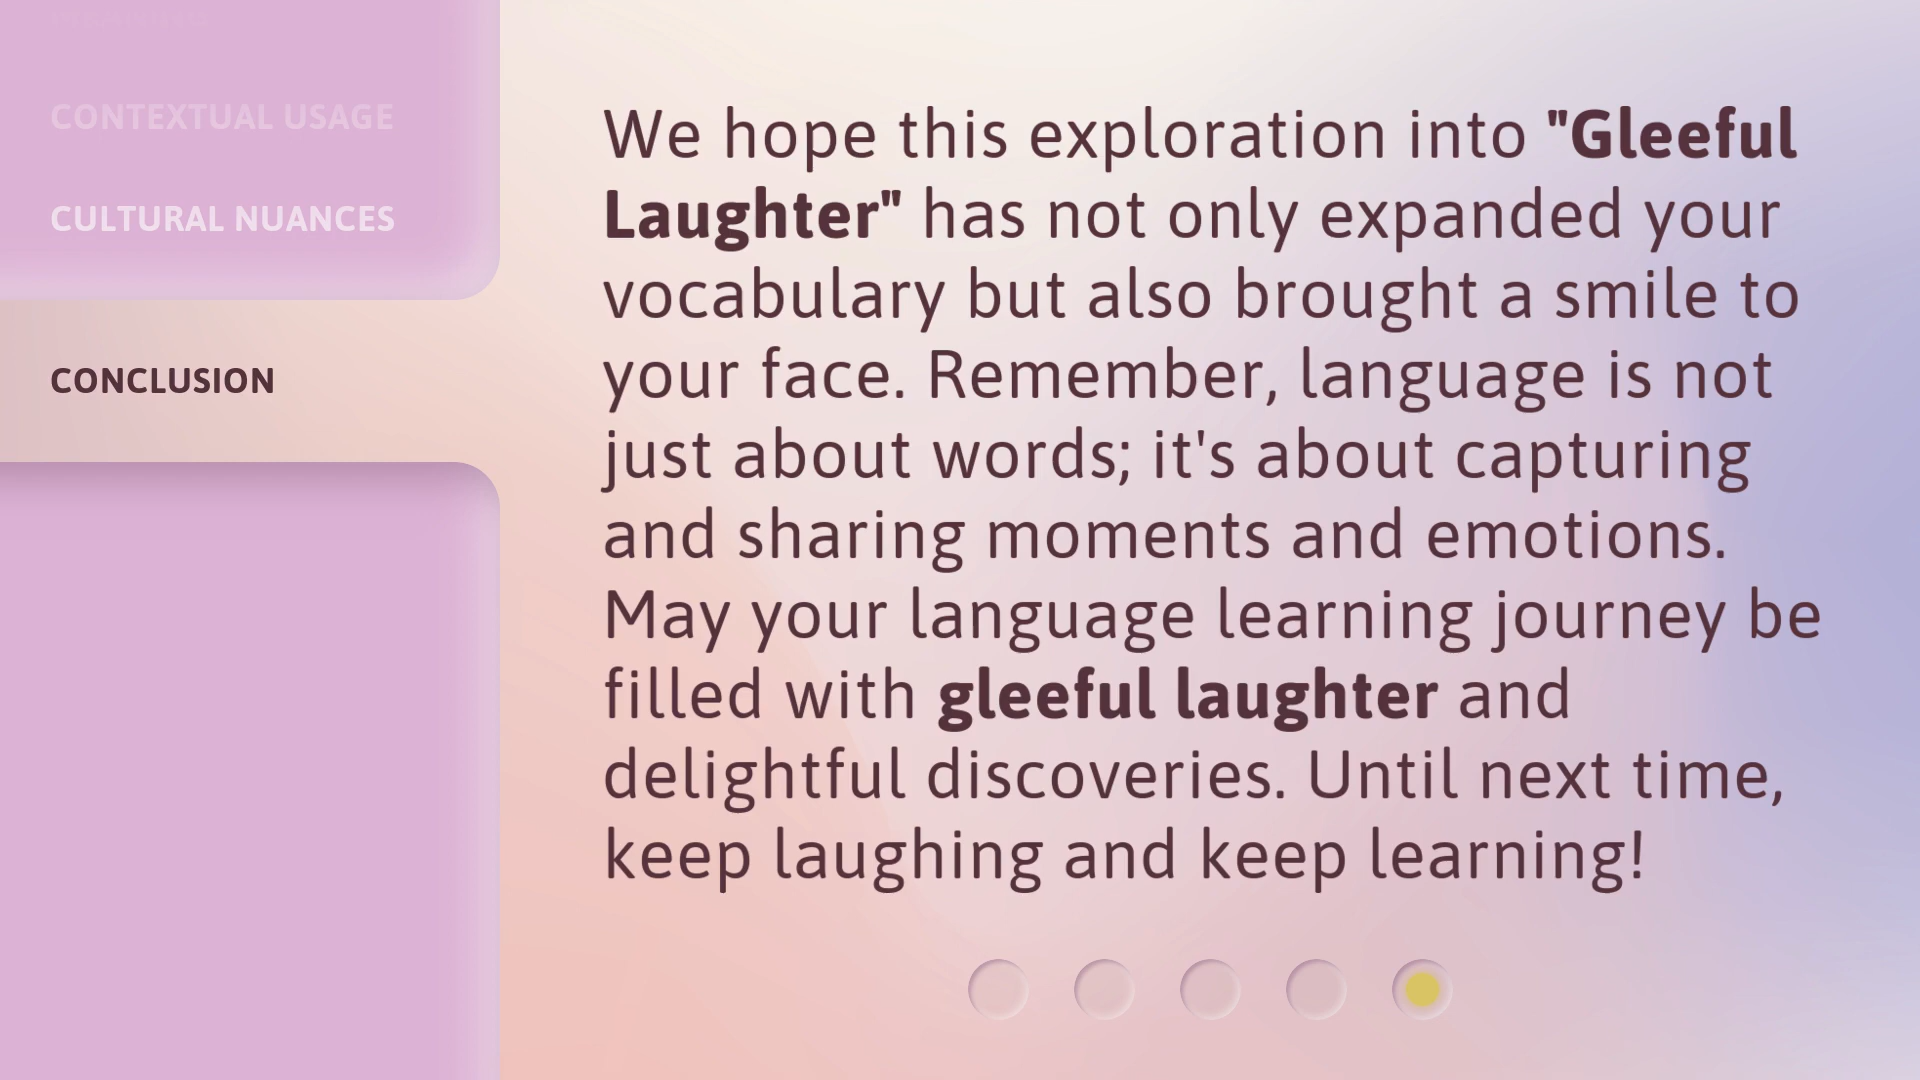 CONTEXTUAL USAGE
CULTURAL NUANCES
CONCLUSION
We hope this exploration into "Gleeful
Laughter" has not only expanded your
vocabulary but also brought a smile to
your face. Remember, language is not
just about words; it's about capturing
and sharing moments and emotions.
May your language learning journey be
filled with gleeful laughter and
delightful discoveries. Until next time,
keep laughing and keep learning!